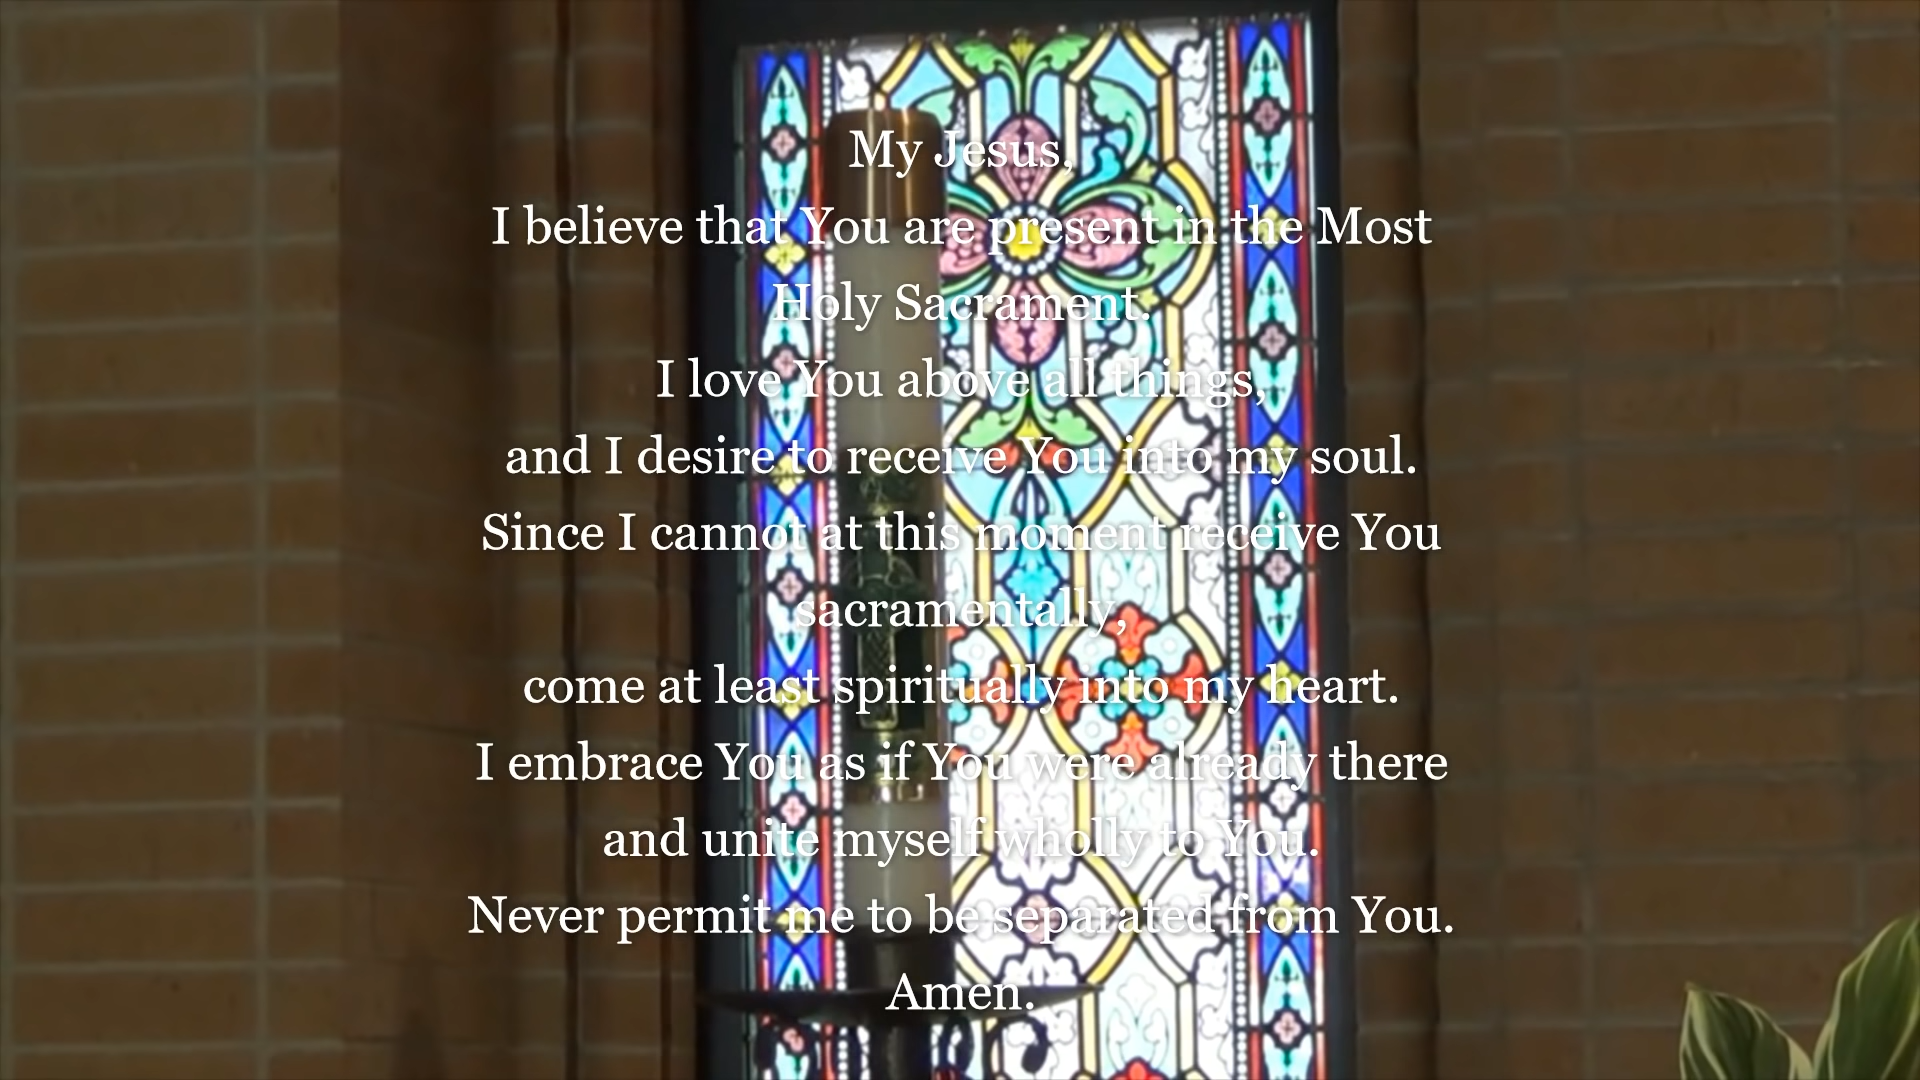 My Jesus,
I believe that You are present in the Most
Holy Sacrament.
I love You above all things,
and I desire to receive You into my soul.
Since I cannot at this moment receive You
sacramentally,
come at least spiritually into my heart.
I embrace You as if You were already there
and unite myself wholly to You.
Never permit me to be separated from You.
Amen.